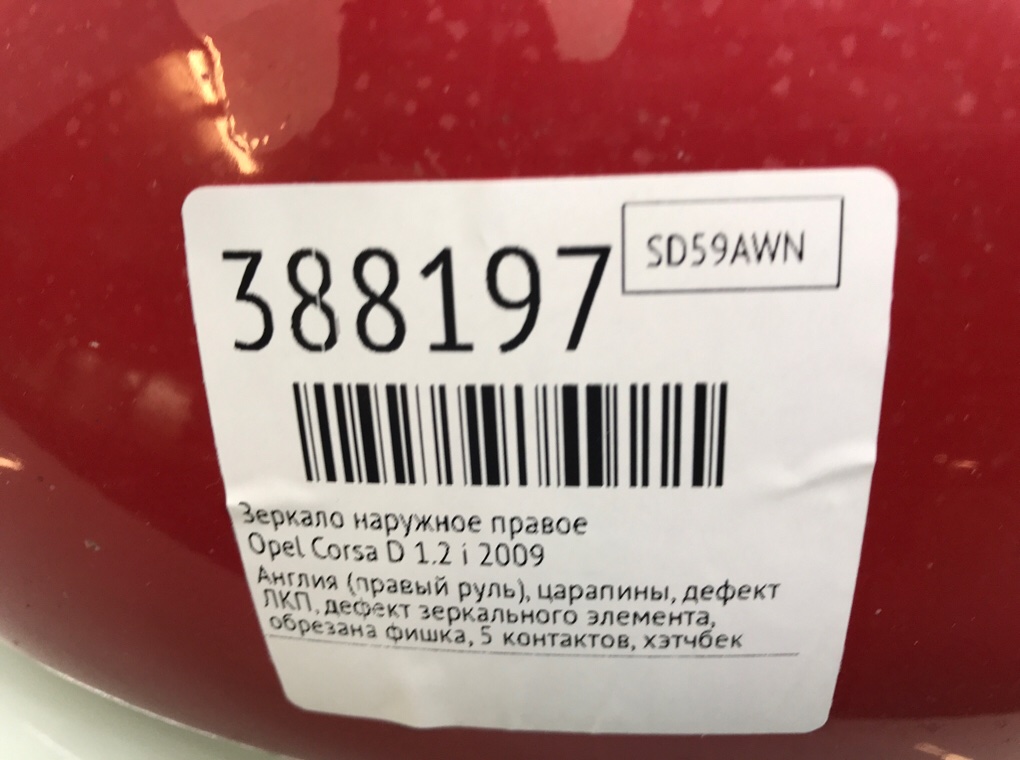 388197
SD59AWN
Зеркало наружное правое
Opel Corsa D 1.2 i 2009
Англия (правый руль), царапины, дефект
ЛКП, дефект зеркального элемента,
обрезана фишка, 5 контактов, хэтчбек